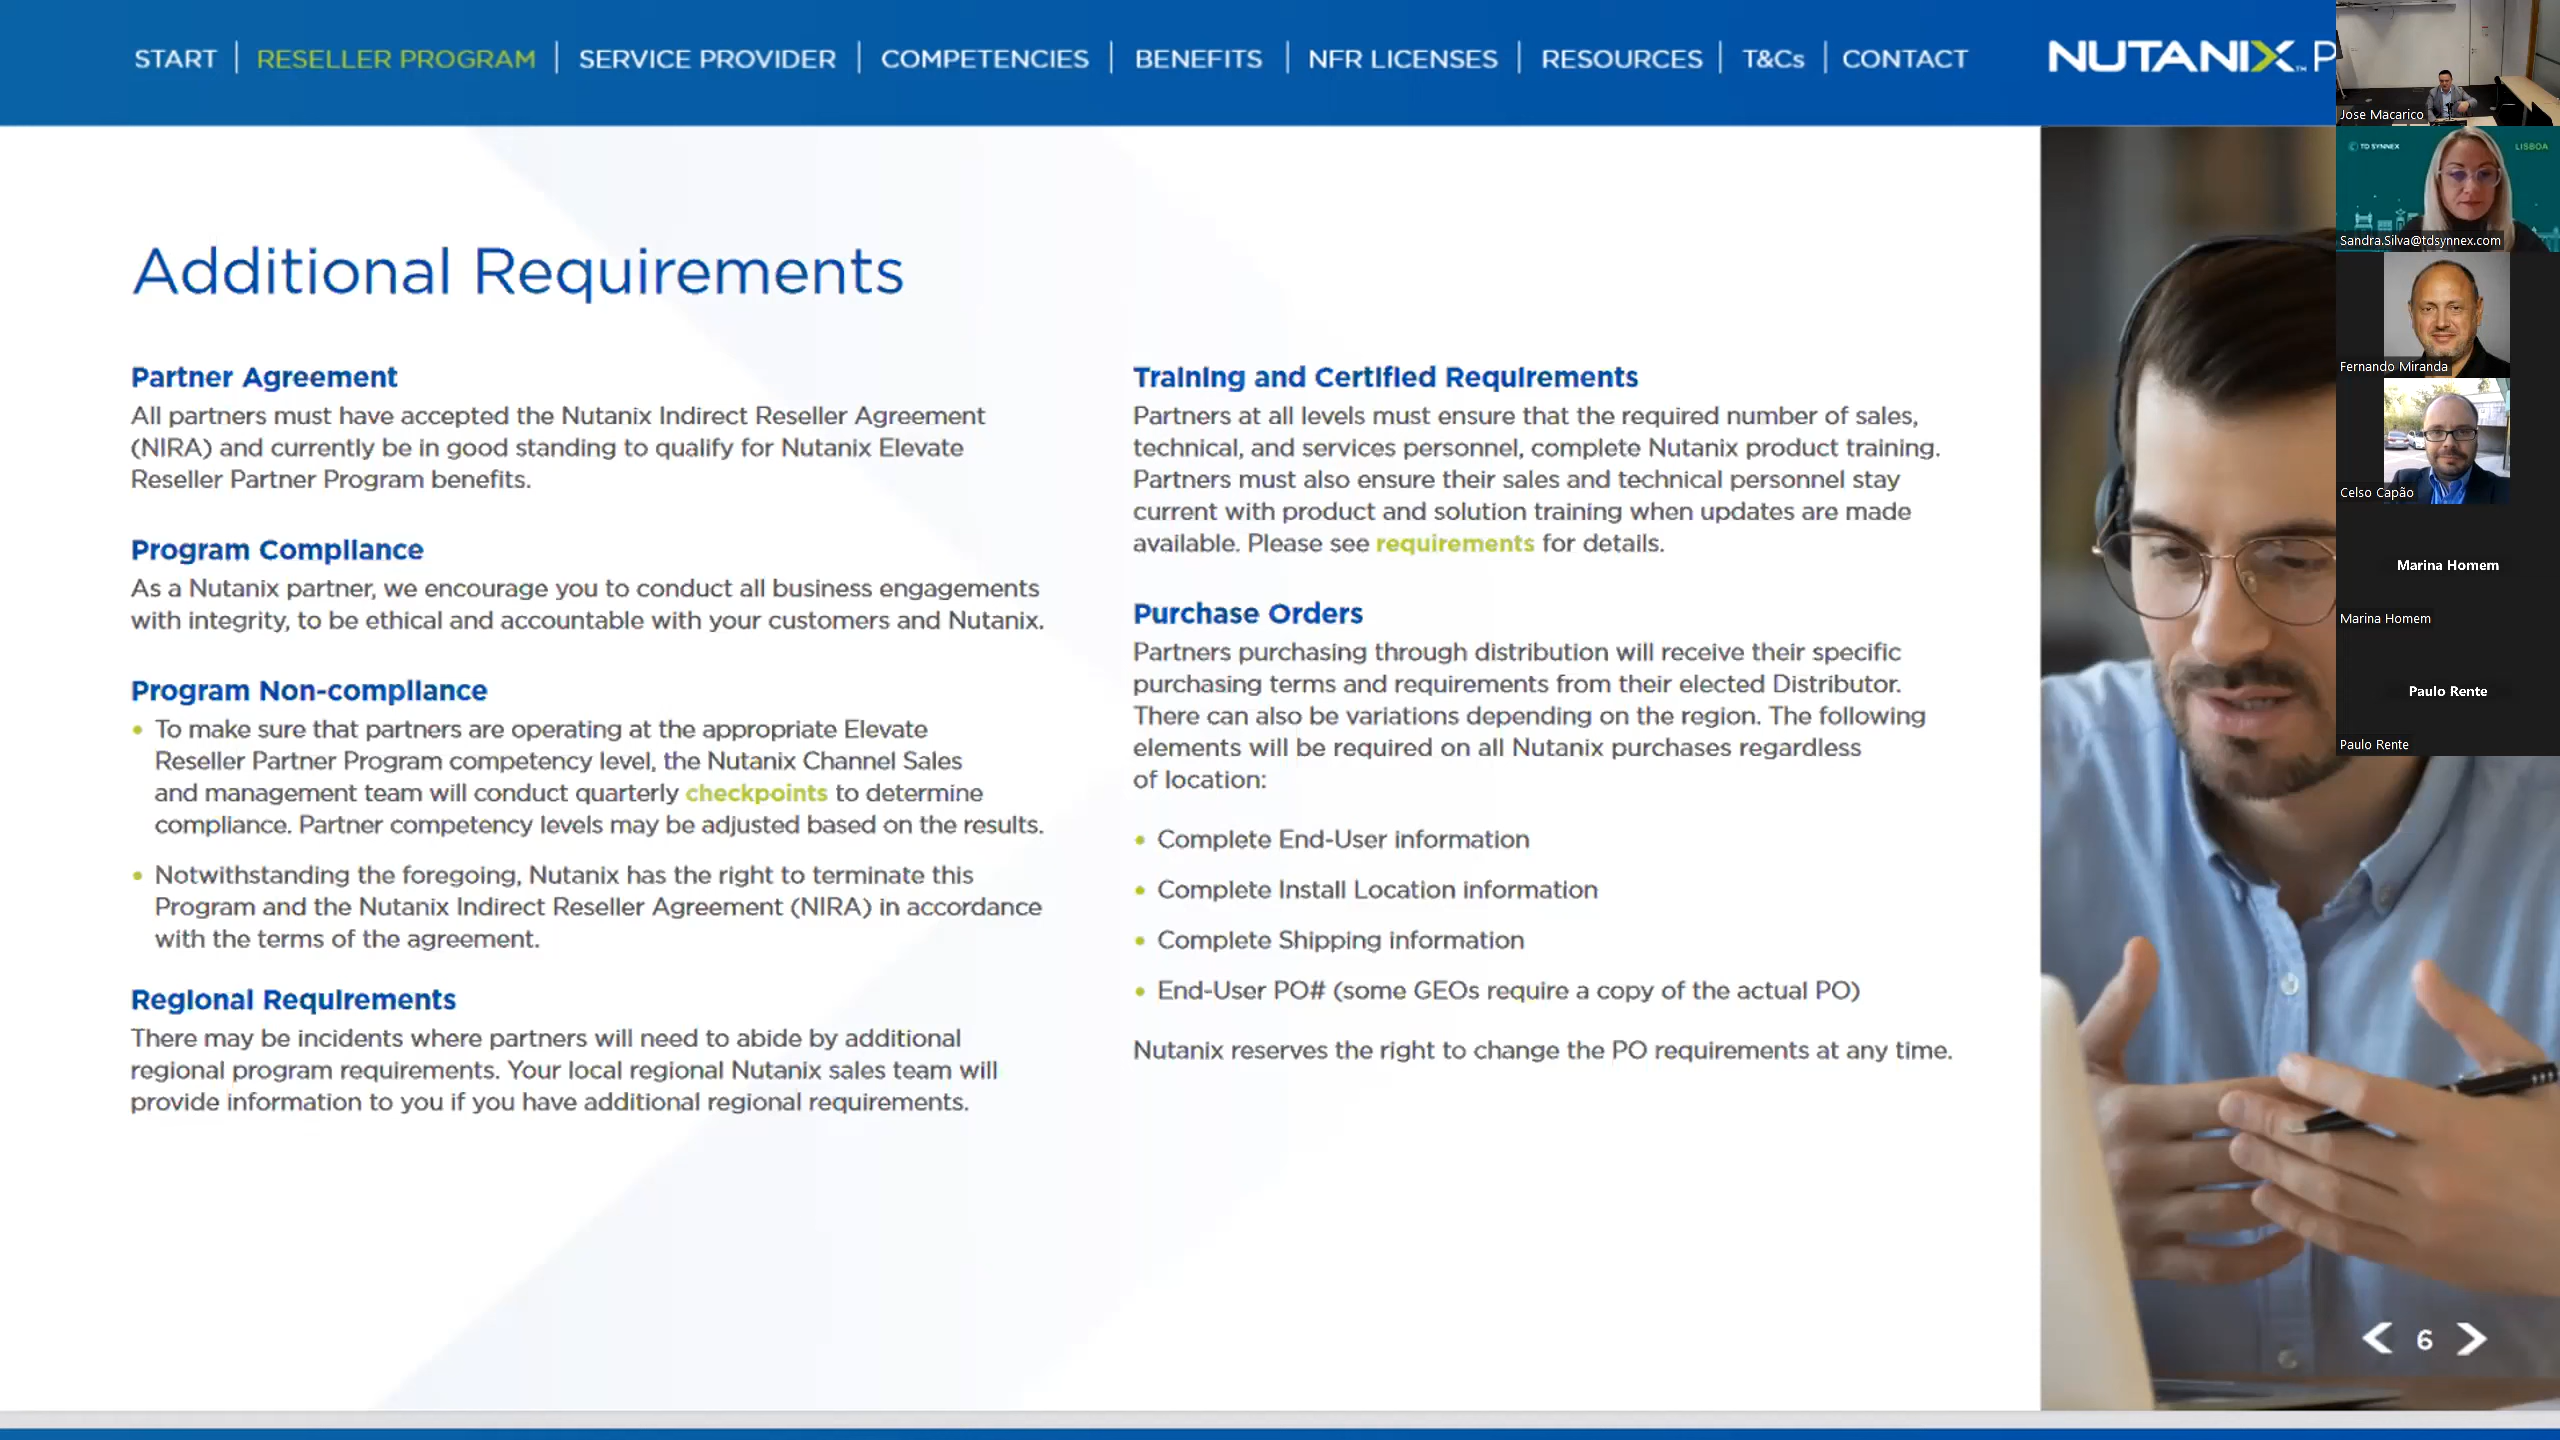 START | RESELLER PROGRAM | SERVICE PROVIDER | COMPETENCIES | BENEFITS | NFR LICENSES | RESOURCES | T&Cs | CONTACT
NUTANIX™ P
Additional Requirements
Partner Agreement
All partners must have accepted the Nutanix Indirect Reseller Agreement
(NIRA) and currently be in good standing to qualify for Nutanix Elevate
Reseller Partner Program benefits.
Program Compliance
As a Nutanix partner, we encourage you to conduct all business engagements
with integrity, to be ethical and accountable with your customers and Nutanix.
Program Non-compliance
• To make sure that partners are operating at the appropriate Elevate
Reseller Partner Program competency level, the Nutanix Channel Sales
and management team will conduct quarterly checkpoints to determine
compliance. Partner competency levels may be adjusted based on the results.
• Notwithstanding the foregoing, Nutanix has the right to terminate this
Program and the Nutanix Indirect Reseller Agreement (NIRA) in accordance
with the terms of the agreement.
Regional Requirements
There may be incidents where partners will need to abide by additional
regional program requirements. Your local regional Nutanix sales team will
provide information to you if you have additional regional requirements.
Training and Certified Requirements
Partners at all levels must ensure that the required number of sales,
technical, and services personnel, complete Nutanix product training.
Partners must also ensure their sales and technical personnel stay
current with product and solution training when updates are made
available. Please see requirements for details.
Purchase Orders
Partners purchasing through distribution will receive their specific
purchasing terms and requirements from their elected Distributor.
There can also be variations depending on the region. The following
elements will be required on all Nutanix purchases regardless
of location:
• Complete End-User information
• Complete Install Location information
• Complete Shipping information
• End-User PO# (some GEOs require a copy of the actual PO)
Nutanix reserves the right to change the PO requirements at any time.
Jose Macarico
TD SYNNEX
LISBOA
Sandra.Silva@tdsynnex.com
Fernando Miranda
Celso Capão
Marina Homem
Marina Homem
Paulo Rente
Paulo Rente
6